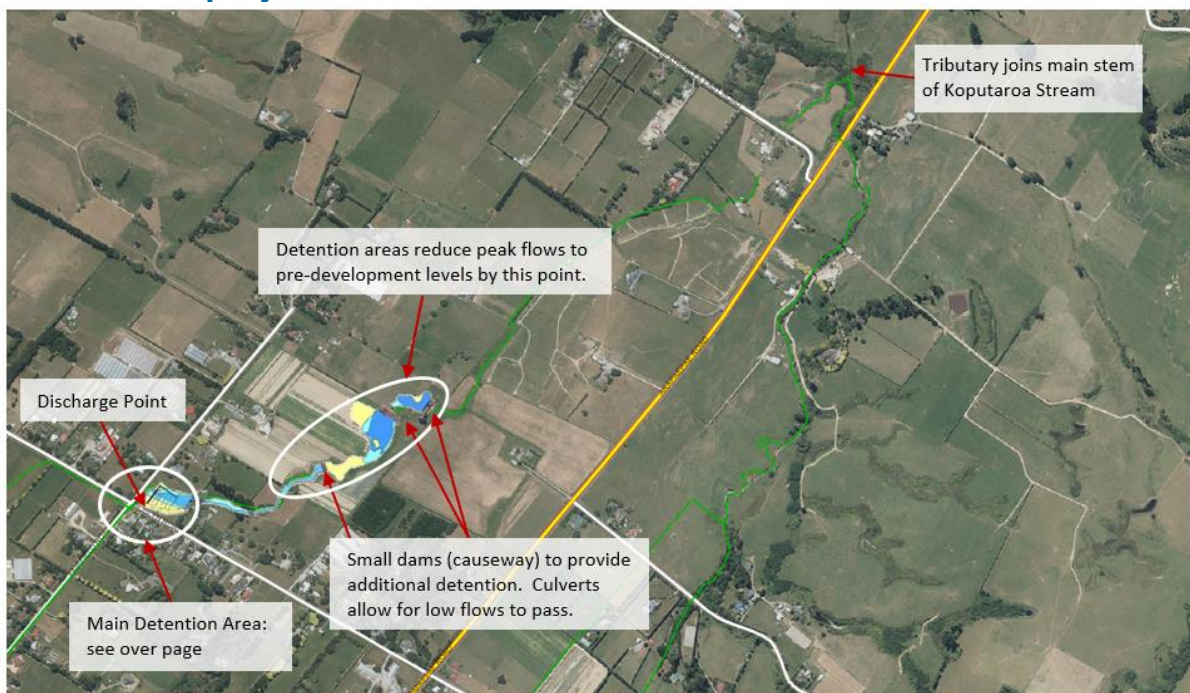 Tributary joins main stem
of Koputaroa Stream
Detention areas reduce peak flows to
pre-development levels by this point.
Discharge Point
Small dams (causeway) to provide
additional detention.  Culverts
allow for low flows to pass.
Main Detention Area:
see over page